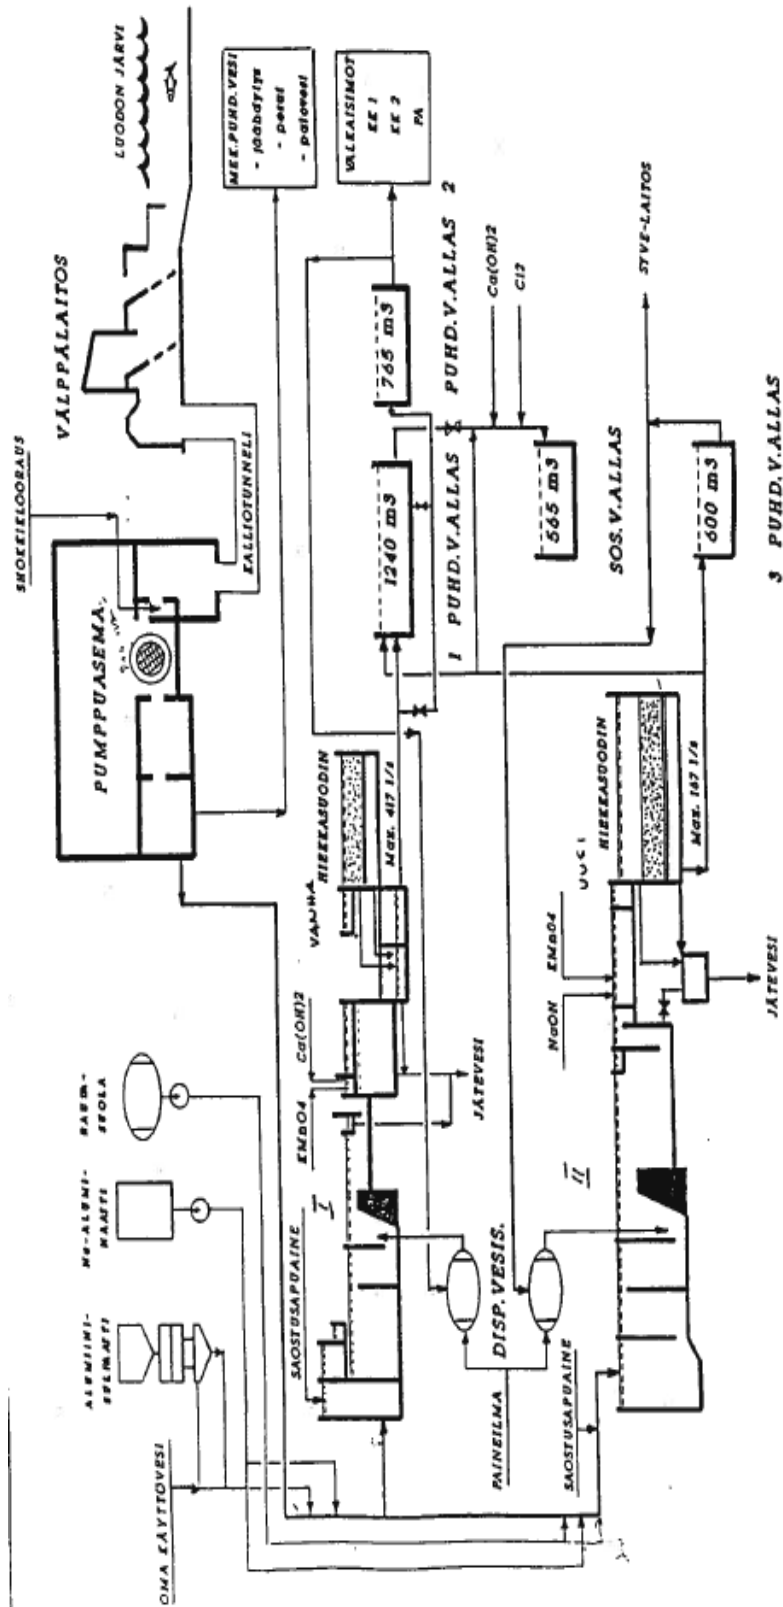 LUODON JÄRVI
VÄLPPÄLAITOS
SHOKKIKLOORAUS
KALLIOTUNNELI
PUMPPUASEMA
MEK.PUHD.VESI
- jäähdytys
- pesut
- palovesi
VALKAISIMOT
KK 1
KK 2
PA
RAUTA-
SUOLA
Na-ALUMI-
NAATTI
ALUMIINI-
SULFAATTI
OMA KÄYTTÖVESI
SAOSTUSAPUAINE
I
KMnO4
Ca(OH)2
VANHA
HIEKKASUODIN
Max. 417 l/s
JÄTEVESI
1240 m3
1 PUHD.V.ALLAS
765 m3
PUHD.V.ALLAS 2
Ca(OH)2
Cl2
565 m3
SOS.V.ALLAS
STVE-LAITOS
600 m3
3 PUHD.V.ALLAS
DISP.VESIS.
PAINEILMA
SAOSTUSAPUAINE
II
NaOH
KMnO4
HIEKKASUODIN
Max. 167 l/s
JÄTEVESI